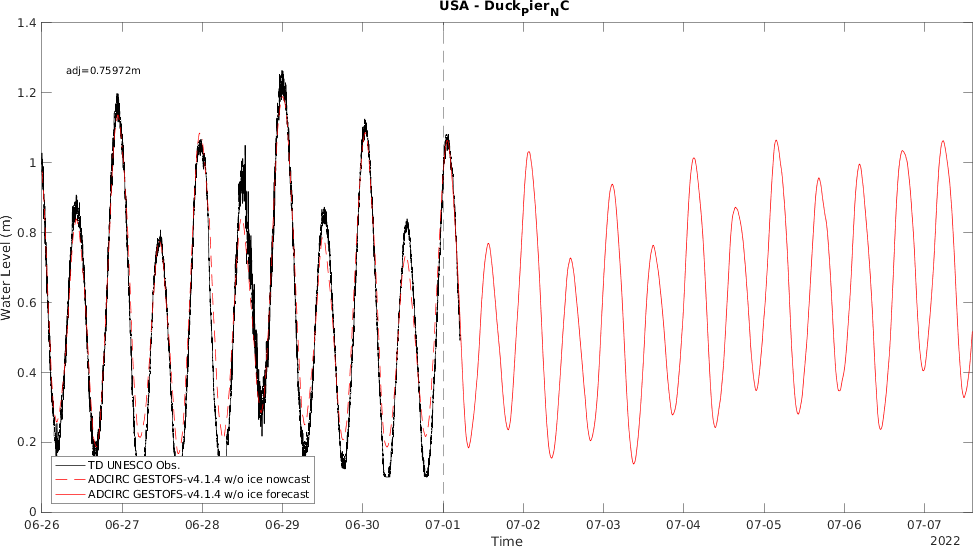 USA - DuckPierNC
1.4
adj=0.75972m
1.2
1
0.8
Water Level (m)
0.6
0.4
0.2
0
TD UNESCO Obs.
ADCIRC GESTOFS-v4.1.4 w/o ice nowcast
ADCIRC GESTOFS-v4.1.4 w/o ice forecast
06-26 06-27 06-28 06-29 06-30 07-01 07-02 07-03 07-04 07-05 07-06 07-07
Time
2022